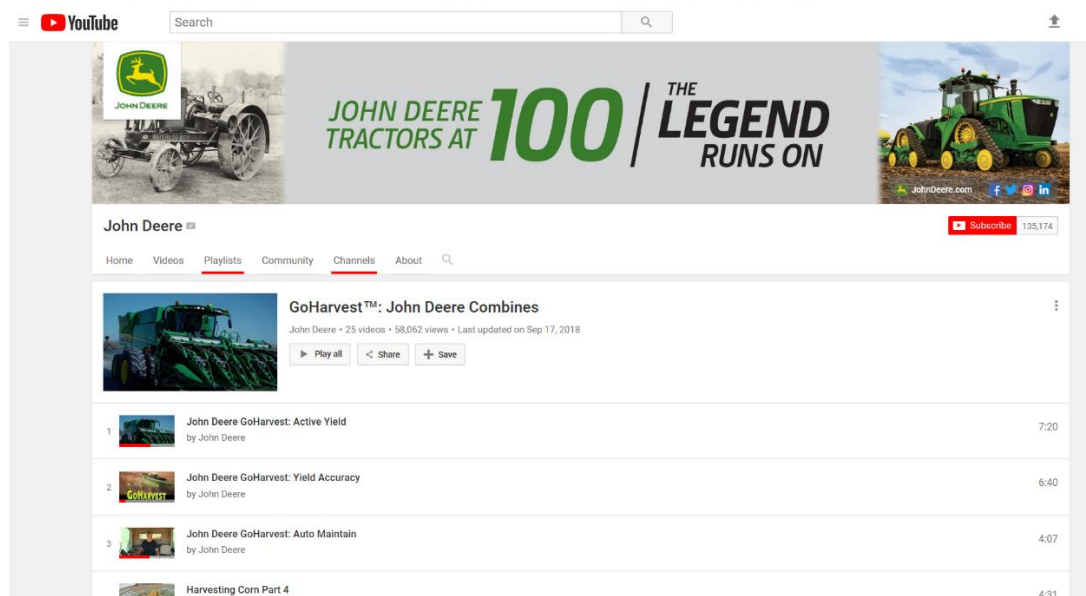 YouTube
Search
JOHN DEERE
JOHN DEERE
TRACTORS AT
100
THE
LEGEND
RUNS ON
JohnDeere.com
John Deere
Subscribe 135,174
Home Videos Playlists Community Channels About
GoHarvest™: John Deere Combines
John Deere • 25 videos • 58,062 views • Last updated on Sep 17, 2018
Play all Share Save
1 John Deere GoHarvest: Active Yield 7:20
by John Deere
2 GOHARVEST John Deere GoHarvest: Yield Accuracy 6:40
by John Deere
3 John Deere GoHarvest: Auto Maintain 4:07
by John Deere
Harvesting Corn Part 4 4:31